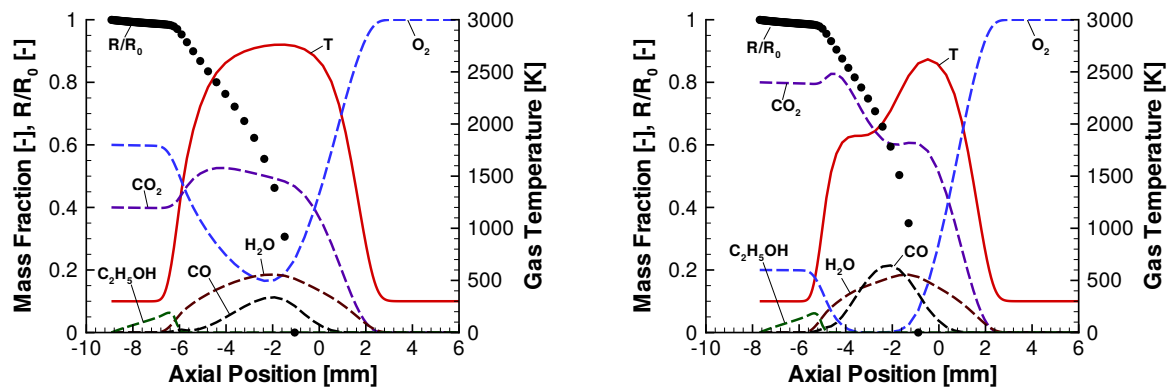 Mass Fraction [-], R/R0 [-]
1
0.8
0.6
0.4
0.2
0
R/R0
T
O2
CO2
C2H5OH
CO
H2O
3000
2500
2000
1500
1000
500
0
Gas Temperature [K]
-10 -8 -6 -4 -2 0 2 4 6
Axial Position [mm]
Mass Fraction [-], R/R0 [-]
1
0.8
0.6
0.4
0.2
0
R/R0
T
O2
CO2
C2H5OH
H2O
CO
3000
2500
2000
1500
1000
500
0
Gas Temperature [K]
-10 -8 -6 -4 -2 0 2 4 6
Axial Position [mm]